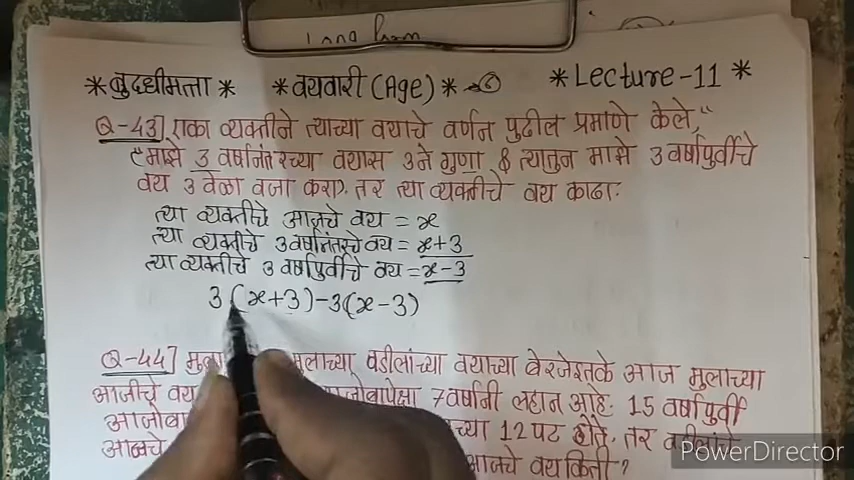 *बुदधीमत्ता* *वयवारी (Age)* → ⑥ *Lecture-11*
Q-43] एका व्यक्तीने त्याच्या वयाचे वर्णन पुढील प्रमाणे केले,"
"माझे 3 वर्षानंतरच्या वयास 3ने गुणा & त्यातुन माझे 3 वर्षापुर्वीचे
वय 3 वेळा वजा करा?. तर त्या व्यक्तीचे वय काढा.
त्या व्यक्तीचे आजचे वय = x
त्या व्यक्तीचे 3 वर्षानंतरचे वय = x+3
त्या व्यक्तीचे 3 वर्षापुर्वीचे वय = x-3
3(x+3)-3(x-3)
Q-44] मुलाच्या वडीलांच्या वयाच्या बेरजेइतके आज मुलाच्या
आजीचे वय 7 वर्षानी लहान आहे. 15 वर्षापुर्वी
12 पट होते. तर
आजचे वय किती?
PowerDirector